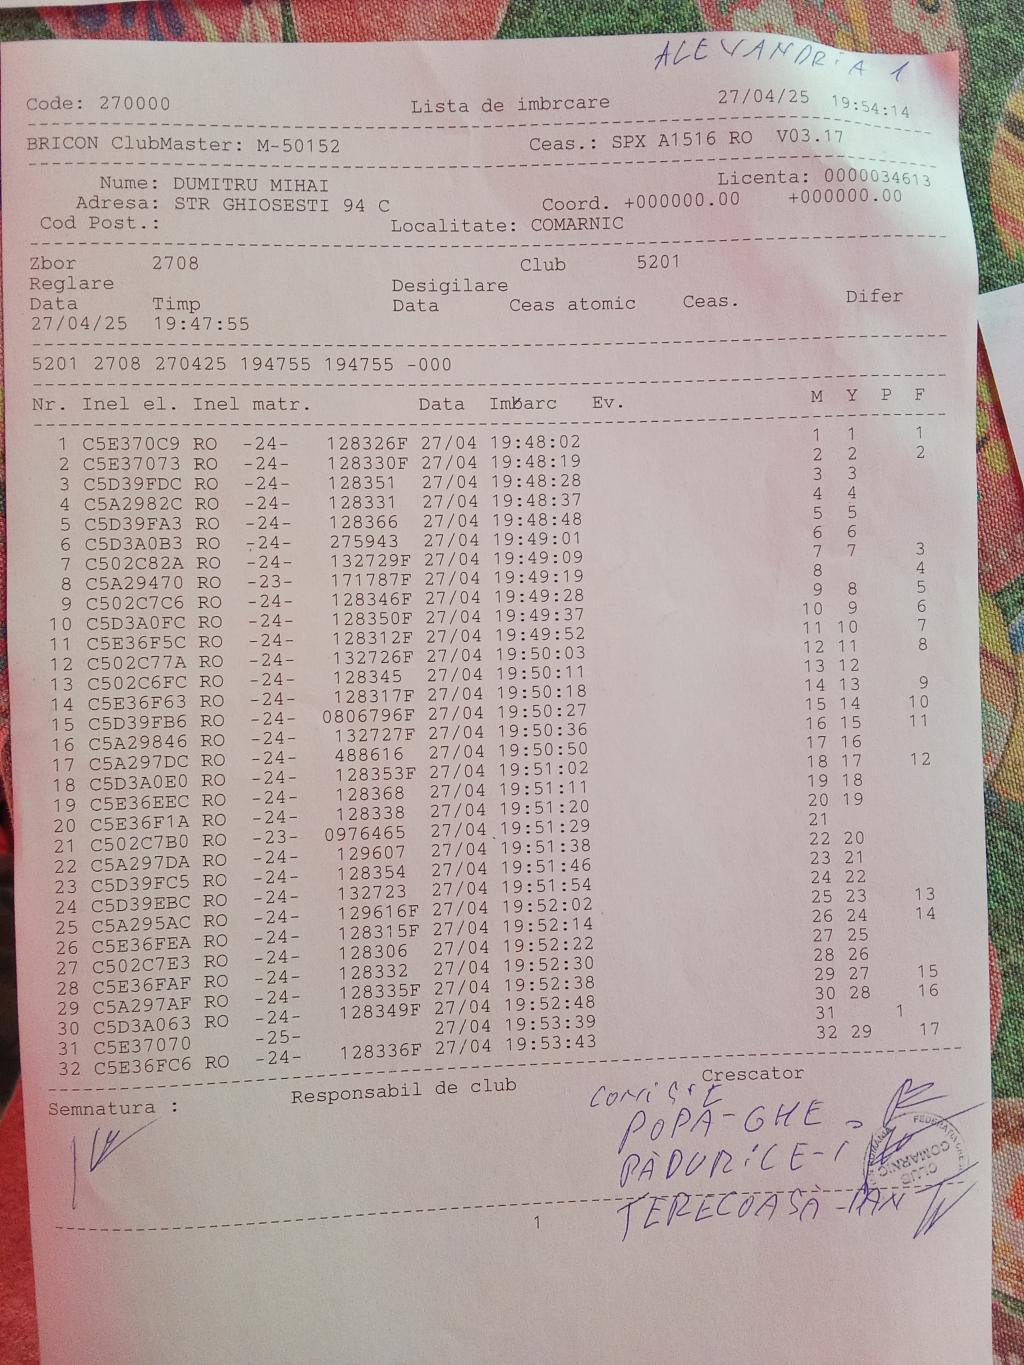 ALEXANDRIA 1
Code: 270000 Lista de imbrcare 27/04/25 19:54:14
BRICON ClubMaster: M-50152 Ceas.: SPX A1516 RO V03.17
Nume: DUMITRU MIHAI Licenta: 0000034613
Adresa: STR GHIOSESTI 94 C Coord. +000000.00 +000000.00
Cod Post.: Localitate: COMARNIC
Zbor 2708 Club 5201
Reglare Desigilare
Data Timp Data Ceas atomic Ceas. Difer
27/04/25 19:47:55
5201 2708 270425 194755 194755 -000
Nr. Inel el. Inel matr. Data Imbarc Ev. M Y P F
1 C5E370C9 RO -24- 128326F 27/04 19:48:02 1 1 1
2 C5E37073 RO -24- 128330F 27/04 19:48:19 2 2 2
3 C5D39FDC RO -24- 128351 27/04 19:48:28 3 3
4 C5A2982C RO -24- 128331 27/04 19:48:37 4 4
5 C5D39FA3 RO -24- 128366 27/04 19:48:48 5 5
6 C5D3A0B3 RO -24- 275943 27/04 19:49:01 6 6
7 C502C82A RO -24- 132729F 27/04 19:49:09 7 7 3
8 C5A29470 RO -23- 171787F 27/04 19:49:19 8 4
9 C502C7C6 RO -24- 128346F 27/04 19:49:28 9 8 5
10 C5D3A0FC RO -24- 128350F 27/04 19:49:37 10 9 6
11 C5E36F5C RO -24- 128312F 27/04 19:49:52 11 10 7
12 C502C77A RO -24- 132726F 27/04 19:50:03 12 11 8
13 C502C6FC RO -24- 128345 27/04 19:50:11 13 12
14 C5E36F63 RO -24- 128317F 27/04 19:50:18 14 13 9
15 C5D39FB6 RO -24- 0806796F 27/04 19:50:27 15 14 10
16 C5A29846 RO -24- 132727F 27/04 19:50:36 16 15 11
17 C5A297DC RO -24- 488616 27/04 19:50:50 17 16
18 C5D3A0E0 RO -24- 128353F 27/04 19:51:02 18 17 12
19 C5E36EEC RO -24- 128368 27/04 19:51:11 19 18
20 C5E36F1A RO -24- 128338 27/04 19:51:20 20 19
21 C502C7B0 RO -23- 0976465 27/04 19:51:29 21
22 C5A297DA RO -24- 129607 27/04 19:51:38 22 20
23 C5D39FC5 RO -24- 128354 27/04 19:51:46 23 21
24 C5D39EBC RO -24- 132723 27/04 19:51:54 24 22
25 C5A295AC RO -24- 129616F 27/04 19:52:02 25 23 13
26 C5E36FEA RO -24- 128315F 27/04 19:52:14 26 24 14
27 C502C7E3 RO -24- 128306 27/04 19:52:22 27 25
28 C5E36FAF RO -24- 128332 27/04 19:52:30 28 26
29 C5A297AF RO -24- 128335F 27/04 19:52:38 29 27 15
30 C5D3A063 RO -24- 128349F 27/04 19:52:48 30 28 16
31 C5E37070 -25- 27/04 19:53:39 31 1
32 C5E36FC6 RO -24- 128336F 27/04 19:53:43 32 29 17
Semnatura : Responsabil de club Crescator
POPA-GHE
PĂDURICE-I
TERECOASĂ-DAN
CLUB
COMARNIC
1